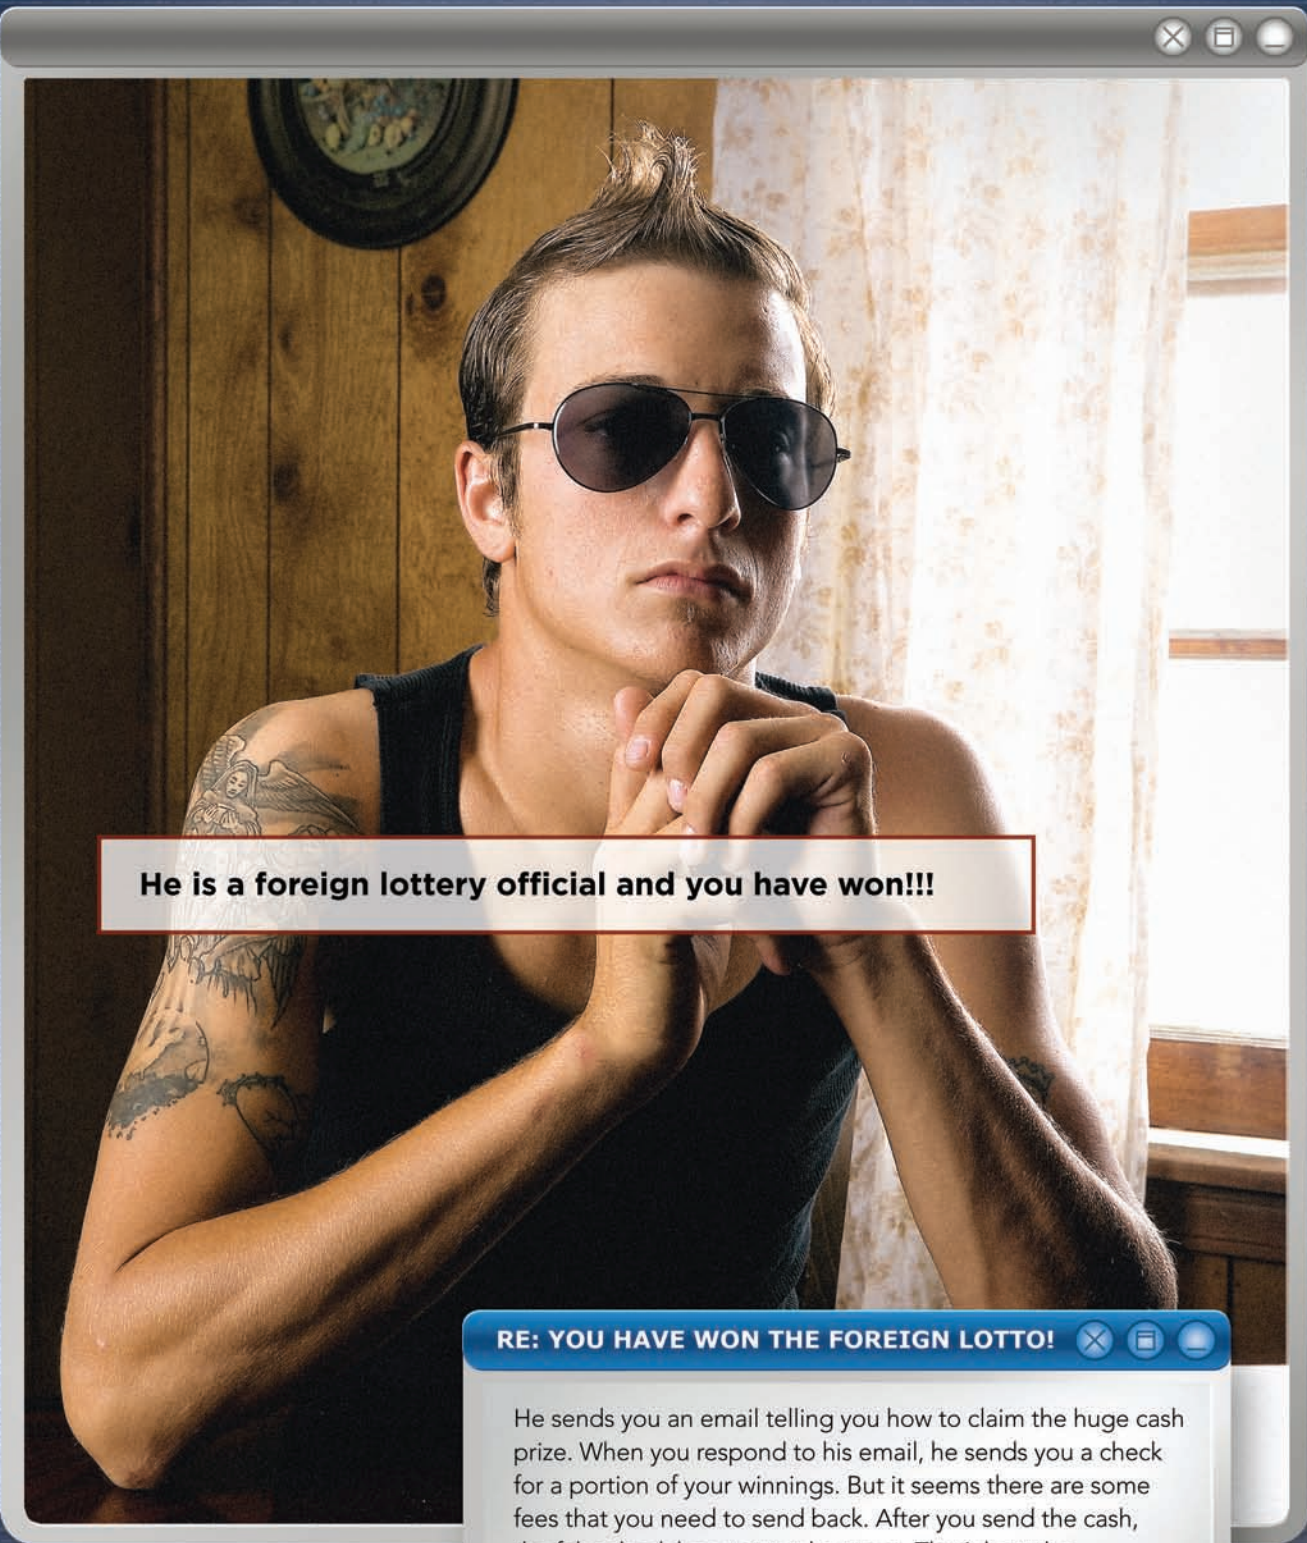 He is a foreign lottery official and you have won!!!
RE: YOU HAVE WON THE FOREIGN LOTTO!
He sends you an email telling you how to claim the huge cash
prize. When you respond to his email, he sends you a check
for a portion of your winnings. But it seems there are some
fees that you need to send back. After you send the cash,